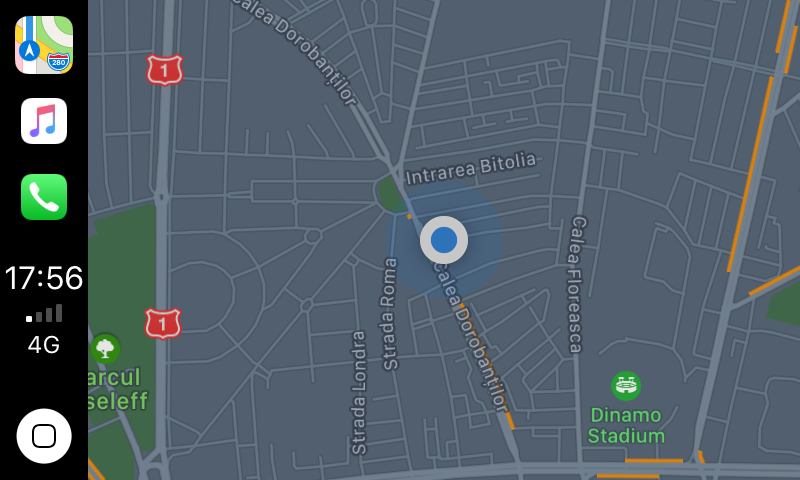 280
17:56
4G
1
1
Calea Dorobanților
Intrarea Bitolia
Calea Floreasca
Strada Roma
Calea Dorobanților
Strada Londra
arcul
seleff
Dinamo
Stadium